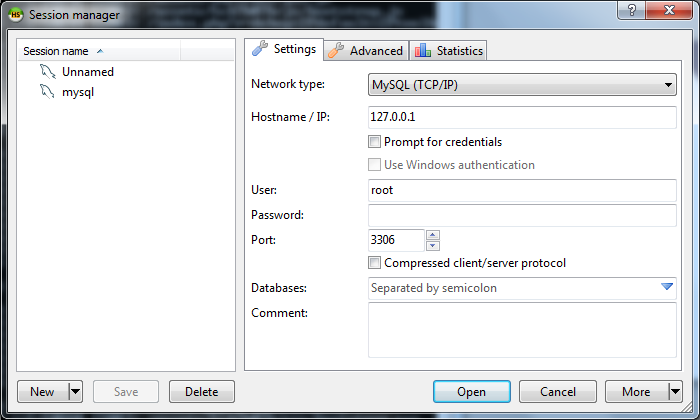 HS Session manager
Session name
Unnamed
mysql
Settings Advanced Statistics
Network type: MySQL (TCP/IP)
Hostname / IP: 127.0.0.1
Prompt for credentials
Use Windows authentication
User: root
Password:
Port: 3306
Compressed client/server protocol
Databases: Separated by semicolon
Comment:
New Save Delete Open Cancel More